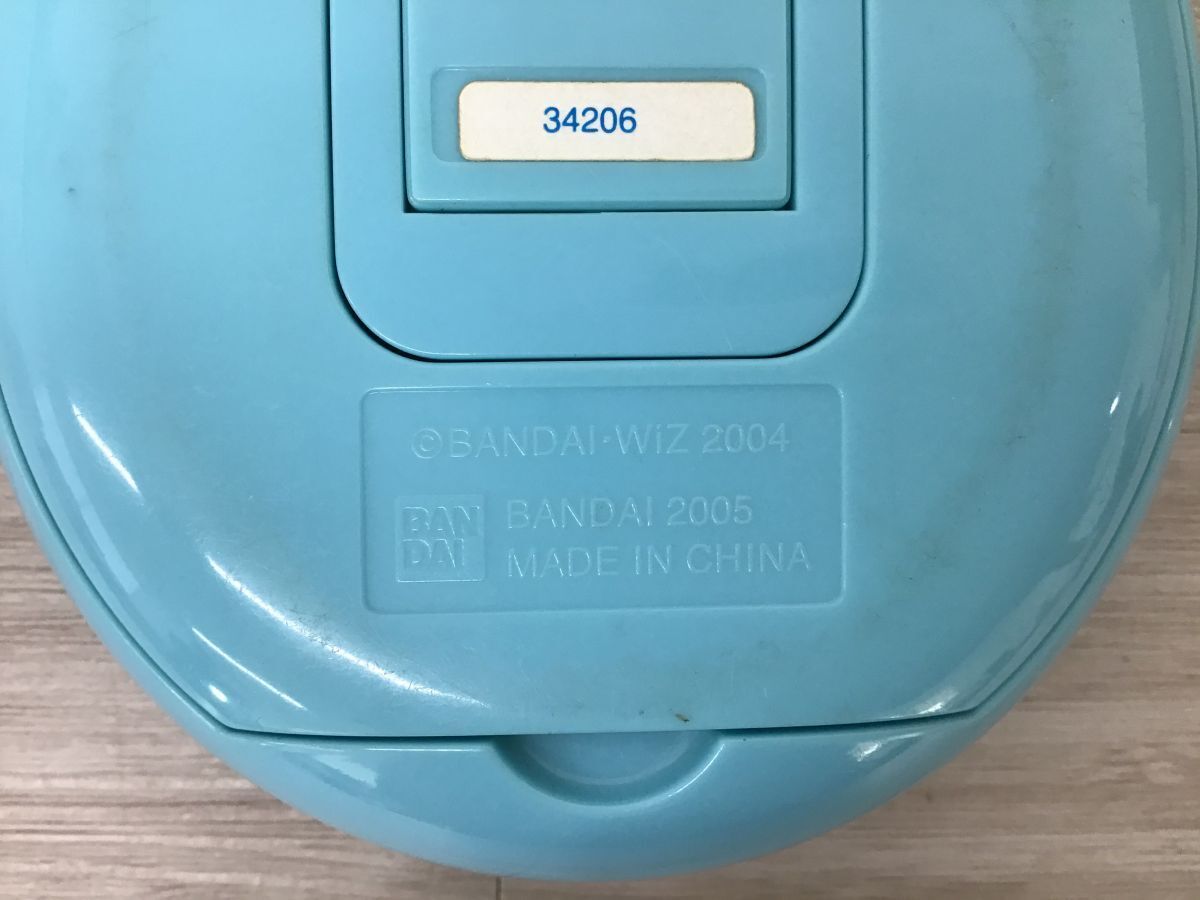 34206
©BANDAI·WiZ 2004
BAN
DAI
BANDAI 2005
MADE IN CHINA